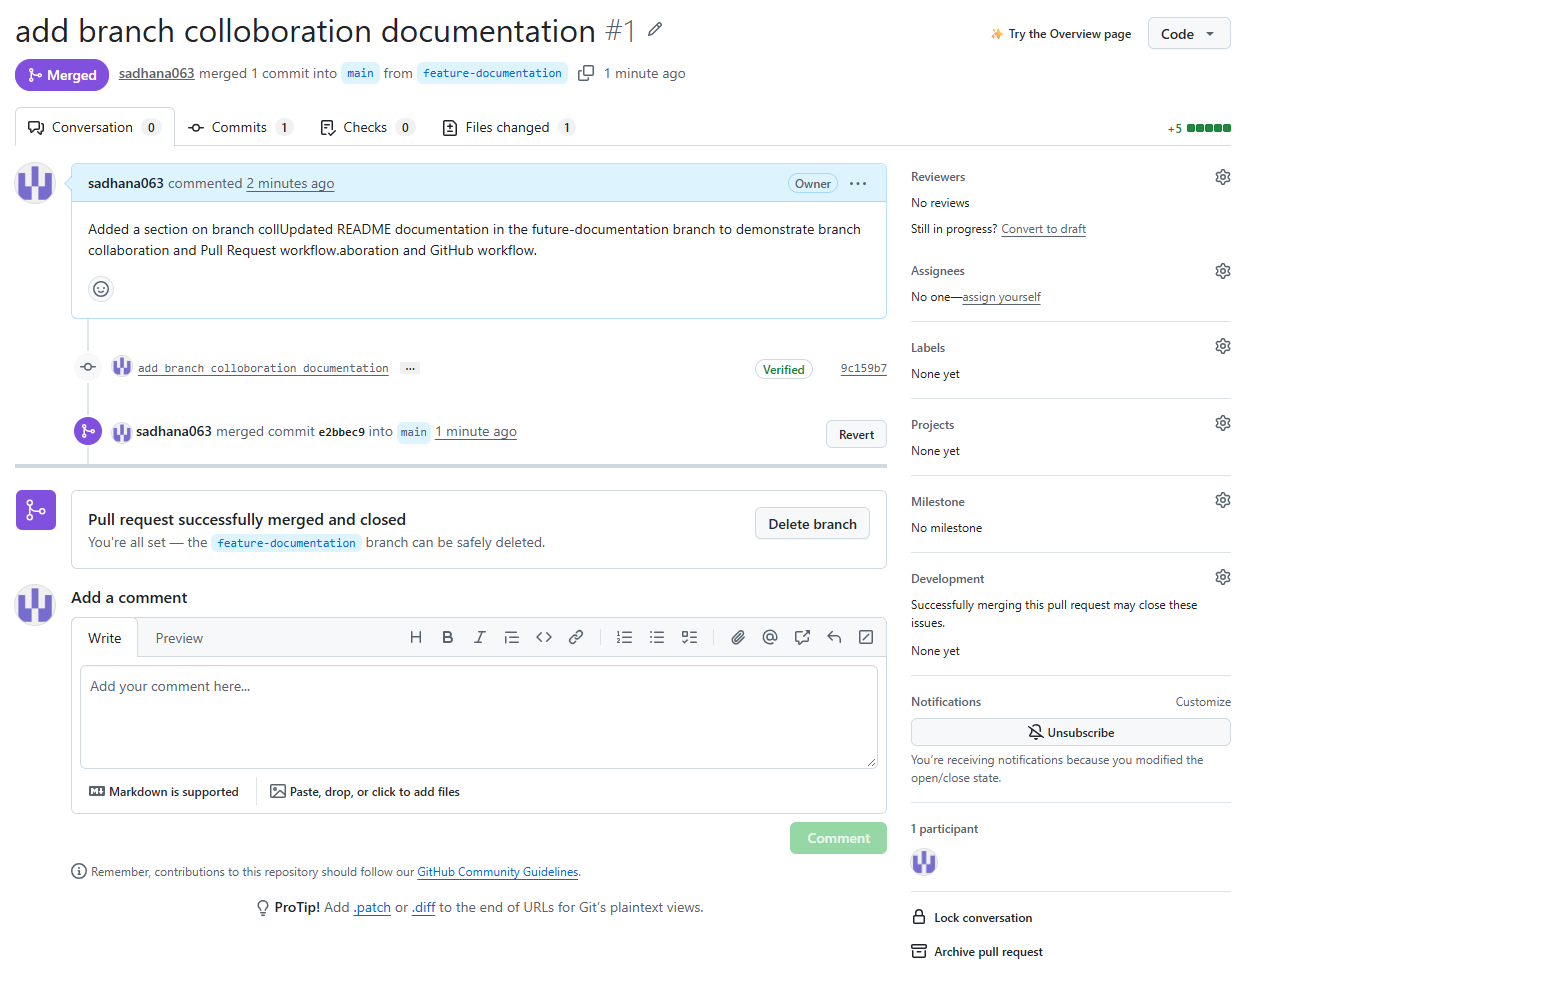 add branch colloboration documentation #1
Try the Overview page
Code
Merged
sadhana063 merged 1 commit into main from feature-documentation 1 minute ago
Conversation 0
Commits 1
Checks 0
Files changed 1
+5
sadhana063 commented 2 minutes ago
Owner
Added a section on branch collUpdated README documentation in the future-documentation branch to demonstrate branch
collaboration and Pull Request workflow.aboration and GitHub workflow.
add branch colloboration documentation ...
Verified
9c159b7
sadhana063 merged commit e2bbec9 into main 1 minute ago
Revert
Pull request successfully merged and closed
You're all set — the feature-documentation branch can be safely deleted.
Delete branch
Add a comment
Write
Preview
Add your comment here...
Markdown is supported
Paste, drop, or click to add files
Comment
Remember, contributions to this repository should follow our GitHub Community Guidelines.
ProTip! Add .patch or .diff to the end of URLs for Git's plaintext views.
Reviewers
No reviews
Still in progress? Convert to draft
Assignees
No one—assign yourself
Labels
None yet
Projects
None yet
Milestone
No milestone
Development
Successfully merging this pull request may close these
issues.
None yet
Notifications
Customize
Unsubscribe
You're receiving notifications because you modified the
open/close state.
1 participant
Lock conversation
Archive pull request